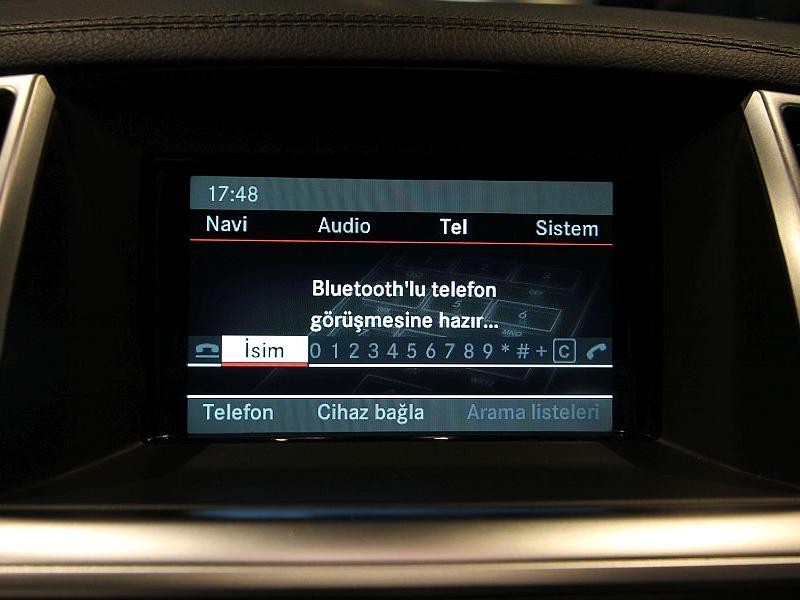 17:48
Navi Audio Tel Sistem
Bluetooth'lu telefon
görüşmesine hazır...
İsim 0 1 2 3 4 5 6 7 8 9 * # + C
Telefon Cihaz bağla Arama listeleri